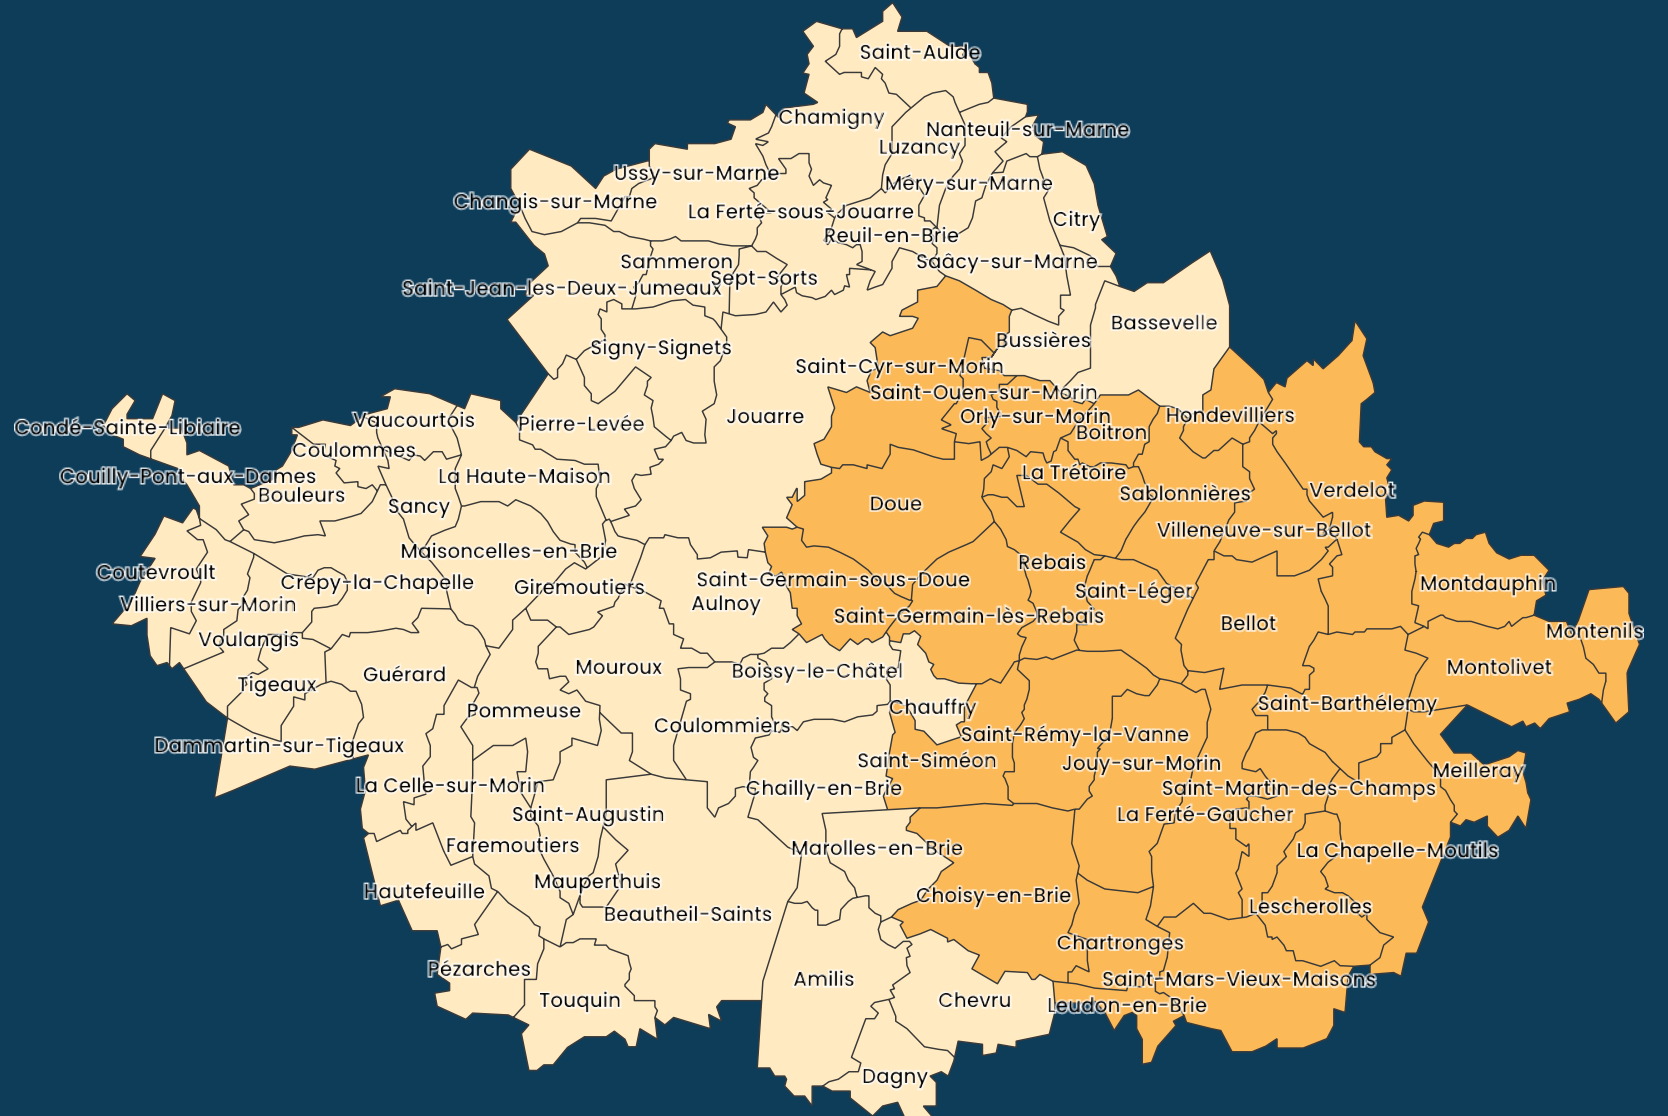 Saint-Aulde
Chamigny
Nanteuil-sur-Marne
Luzancy
Ussy-sur-Marne
Méry-sur-Marne
Changis-sur-Marne
La Ferté-sous-Jouarre
Citry
Reuil-en-Brie
Sammeron
Saâcy-sur-Marne
Sept-Sorts
Saint-Jean-les-Deux-Jumeaux
Bassevelle
Bussières
Signy-Signets
Saint-Cyr-sur-Morin
Saint-Ouen-sur-Morin
Jouarre
Orly-sur-Morin
Hondevilliers
Vaucourtois
Pierre-Levée
Condé-Sainte-Libiaire
Boitron
Coulommes
La Trétoire
Couilly-Pont-aux-Dames
La Haute-Maison
Verdelot
Bouleurs
Sablonnières
Sancy
Doue
Villeneuve-sur-Bellot
Maisoncelles-en-Brie
Rebais
Coutevroult
Crépy-la-Chapelle
Saint-Germain-sous-Doue
Montdauphin
Giremoutiers
Saint-Léger
Villiers-sur-Morin
Aulnoy
Saint-Germain-lès-Rebais
Bellot
Montenils
Voulangis
Mouroux
Montolivet
Guérard
Boissy-le-Châtel
Tigeaux
Saint-Barthélemy
Chauffry
Pommeuse
Coulommiers
Saint-Rémy-la-Vanne
Dammartin-sur-Tigeaux
Saint-Siméon
Jouy-sur-Morin
Meilleray
La Celle-sur-Morin
Chailly-en-Brie
Saint-Martin-des-Champs
Saint-Augustin
La Ferté-Gaucher
Faremoutiers
Marolles-en-Brie
La Chapelle-Moutils
Mauperthuis
Hautefeuille
Choisy-en-Brie
Lescherolles
Beautheil-Saints
Chartronges
Pézarches
Amilis
Saint-Mars-Vieux-Maisons
Touquin
Chevru
Leudon-en-Brie
Dagny